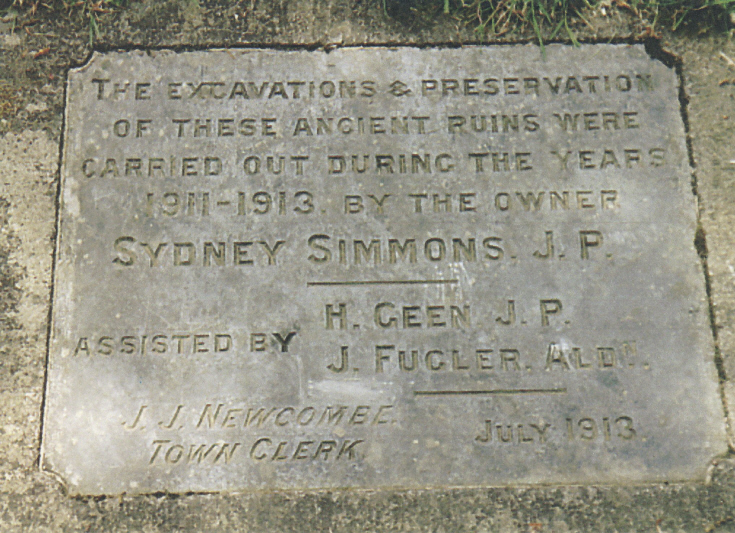 THE EXCAVATIONS & PRESERVATION
OF THESE ANCIENT RUINS WERE
CARRIED OUT DURING THE YEARS
1911-1913. BY THE OWNER
SYDNEY SIMMONS. J. P.
ASSISTED BY
H. GEEN. J. P.
J. FUGLER. ALDN.
J. J. NEWCOMBE.
TOWN CLERK.
JULY 1913